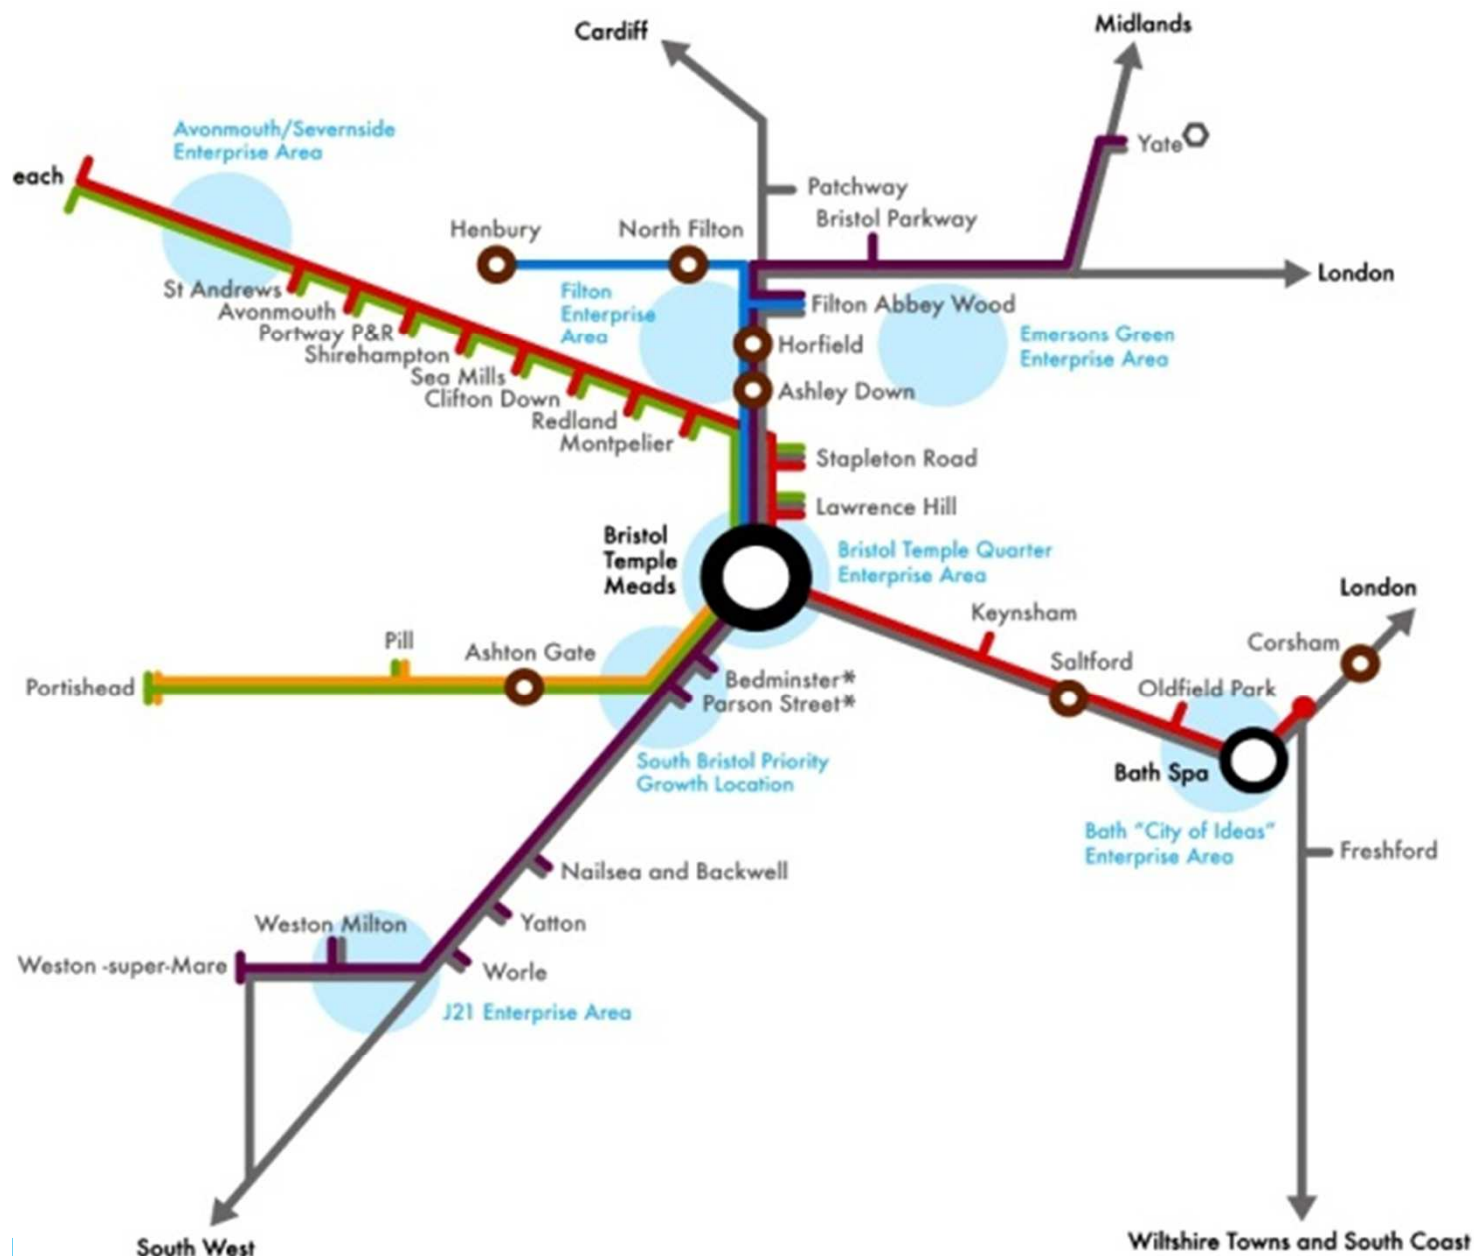 Cardiff
Midlands
Avonmouth/Severnside
Enterprise Area
Yate
each
Patchway
Bristol Parkway
Henbury
North Filton
London
St Andrews
Avonmouth
Portway P&R
Shirehampton
Sea Mills
Clifton Down
Redland
Montpelier
Filton
Enterprise
Area
Filton Abbey Wood
Horfield
Emersons Green
Enterprise Area
Ashley Down
Stapleton Road
Lawrence Hill
Bristol
Temple
Meads
Bristol Temple Quarter
Enterprise Area
London
Keynsham
Corsham
Pill
Ashton Gate
Saltford
Portishead
Bedminster*
Parson Street*
Oldfield Park
South Bristol Priority
Growth Location
Bath Spa
Bath "City of Ideas"
Enterprise Area
Freshford
Nailsea and Backwell
Weston Milton
Yatton
Weston -super-Mare
Worle
J21 Enterprise Area
South West
Wiltshire Towns and South Coast